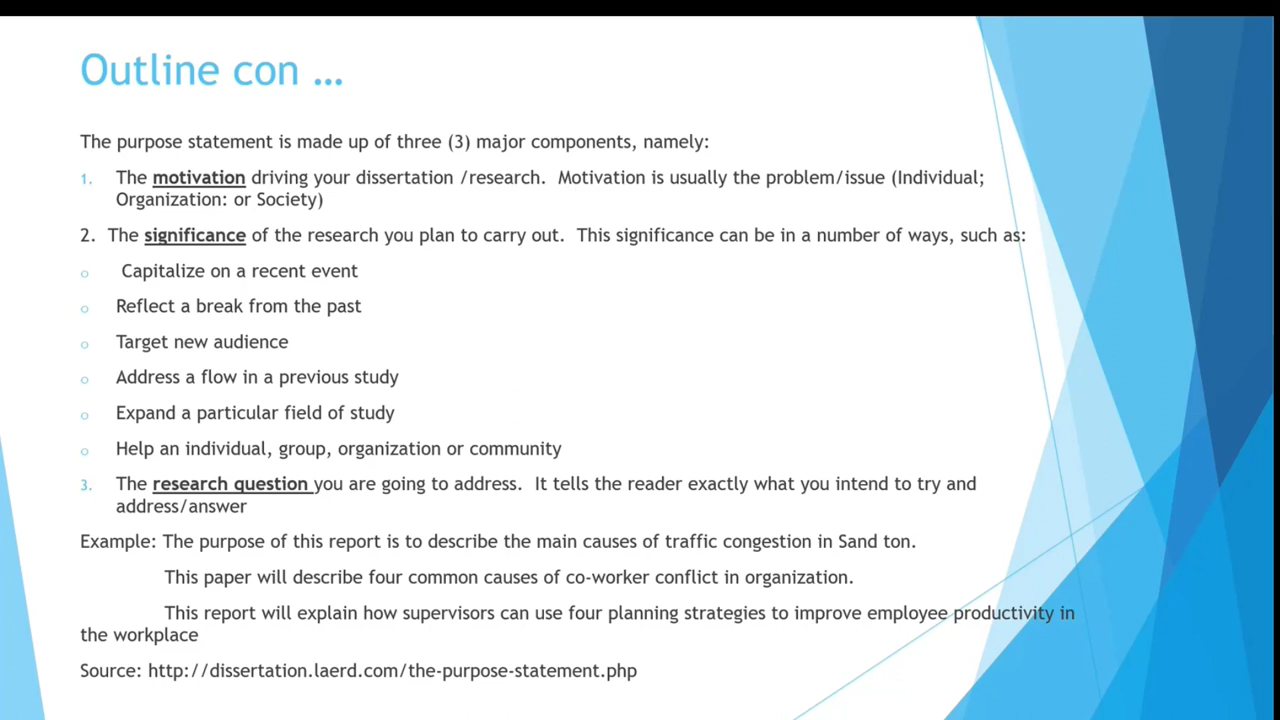 Outline con …
The purpose statement is made up of three (3) major components, namely:
1. The motivation driving your dissertation /research. Motivation is usually the problem/issue (Individual;
Organization: or Society)
2. The significance of the research you plan to carry out. This significance can be in a number of ways, such as:
o Capitalize on a recent event
o Reflect a break from the past
o Target new audience
o Address a flow in a previous study
o Expand a particular field of study
o Help an individual, group, organization or community
3. The research question you are going to address. It tells the reader exactly what you intend to try and
address/answer
Example: The purpose of this report is to describe the main causes of traffic congestion in Sand ton.
This paper will describe four common causes of co-worker conflict in organization.
This report will explain how supervisors can use four planning strategies to improve employee productivity in
the workplace
Source: http://dissertation.laerd.com/the-purpose-statement.php